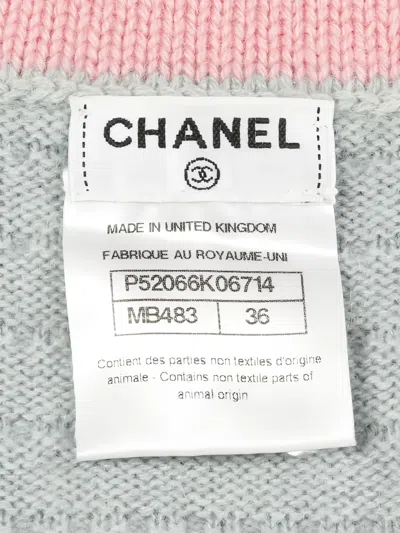 CHANEL
MADE IN UNITED KINGDOM
FABRIQUE AU ROYAUME-UNI
P52066K06714
MB483 36
Contient des parties non textiles d'origine
animale - Contains non textile parts of
animal origin